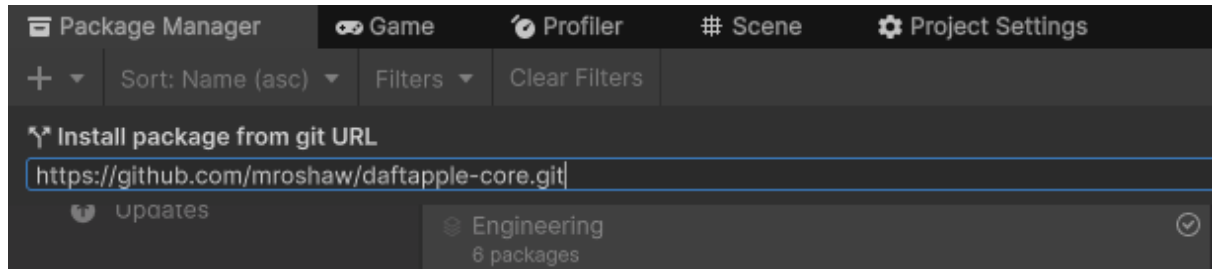 Package Manager Game Profiler Scene Project Settings
Sort: Name (asc) Filters Clear Filters
Install package from git URL
https://github.com/mroshaw/daftapple-core.git
Updates
Engineering
6 packages